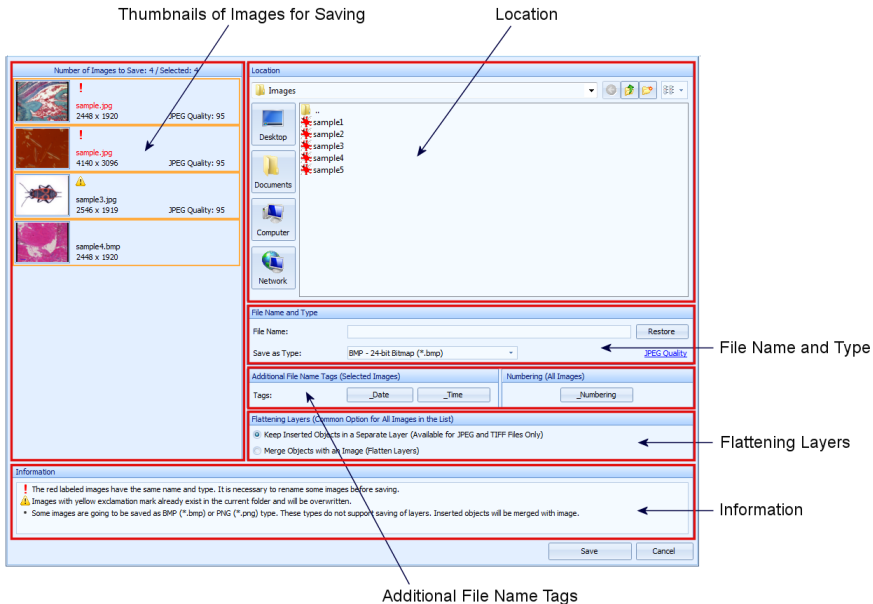 Thumbnails of Images for Saving
Location
Number of Images to Save: 4 / Selected: 4
sample.jpg
2448 x 1920 JPEG Quality: 95
sample.jpg
4140 x 3096 JPEG Quality: 95
sample3.jpg
2546 x 1919 JPEG Quality: 95
sample4.bmp
2448 x 1920
Location
Images
..
sample1
sample2
sample3
sample4
sample5
Desktop
Documents
Computer
Network
File Name and Type
File Name: Restore
Save as Type: BMP - 24-bit Bitmap (*.bmp) JPEG Quality
File Name and Type
Additional File Name Tags (Selected Images)
Tags: _Date _Time
Numbering (All Images)
_Numbering
Flattening Layers (Common Option for All Images in the List)
Keep Inserted Objects in a Separate Layer (Available for JPEG and TIFF Files Only)
Merge Objects with an Image (Flatten Layers)
Flattening Layers
Information
! The red labeled images have the same name and type. It is necessary to rename some images before saving.
Images with yellow exclamation mark already exist in the current folder and will be overwritten.
• Some images are going to be saved as BMP (*.bmp) or PNG (*.png) type. These types do not support saving of layers. Inserted objects will be merged with image.
Information
Save Cancel
Additional File Name Tags